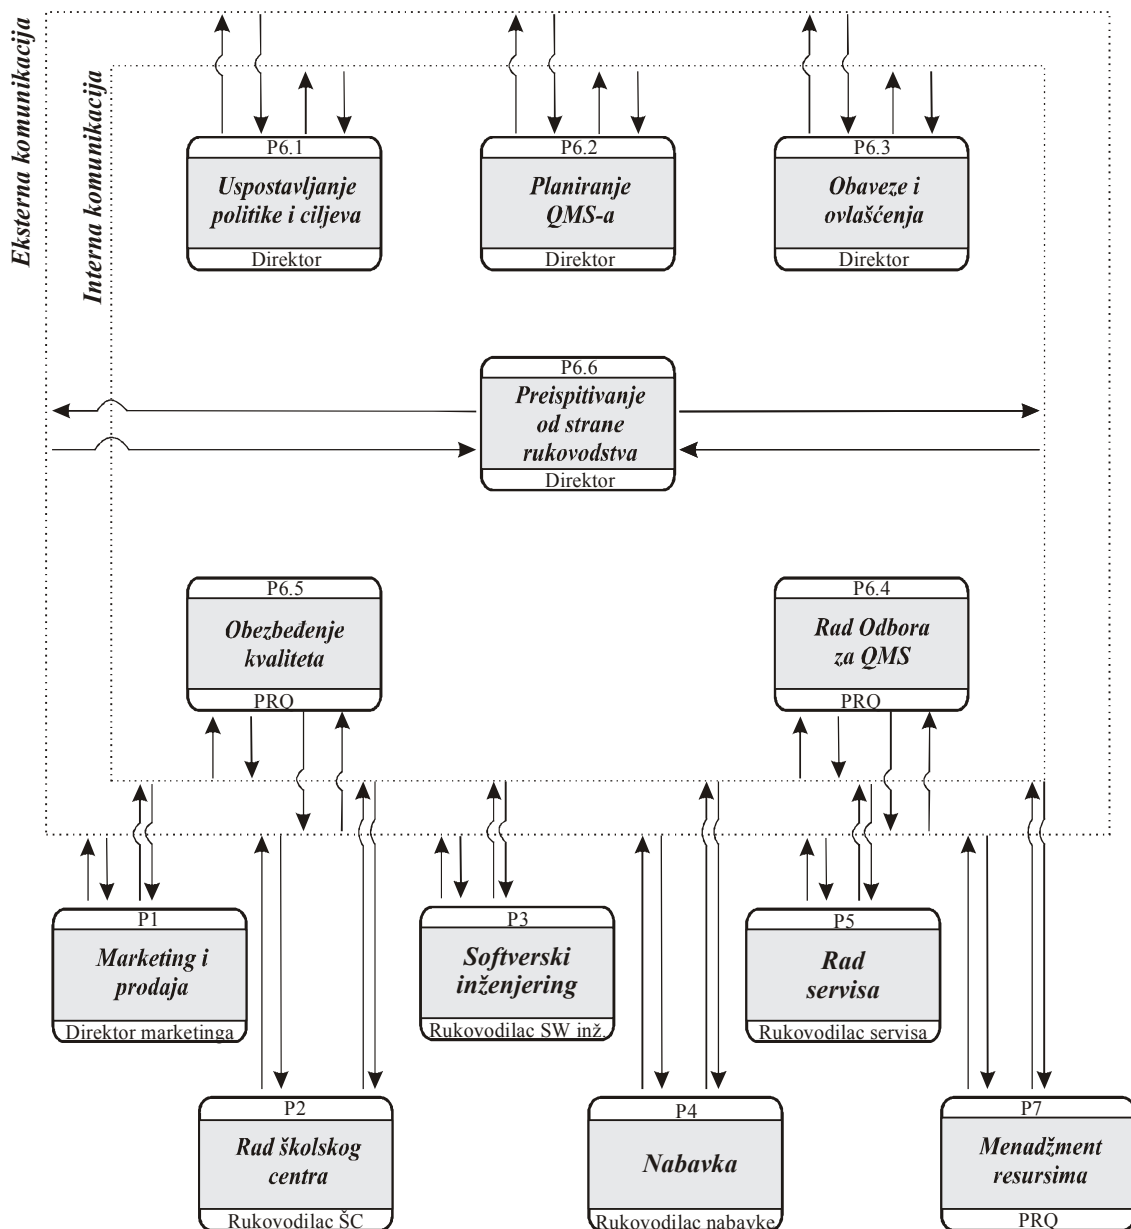 Eksterna komunikacija
Interna komunikacija
P6.1
Uspostavljanje
politike i ciljeva
Direktor
P6.2
Planiranje
QMS-a
Direktor
P6.3
Obaveze i
ovlašćenja
Direktor
P6.6
Preispitivanje
od strane
rukovodstva
Direktor
P6.5
Obezbeđenje
kvaliteta
PRQ
P6.4
Rad Odbora
za QMS
PRQ
P1
Marketing i
prodaja
Direktor marketinga
P3
Softverski
inženjering
Rukovodilac SW inž.
P5
Rad
servisa
Rukovodilac servisa
P2
Rad školskog
centra
Rukovodilac ŠC
P4
Nabavka
Rukovodilac nabavke
P7
Menadžment
resursima
PRQ